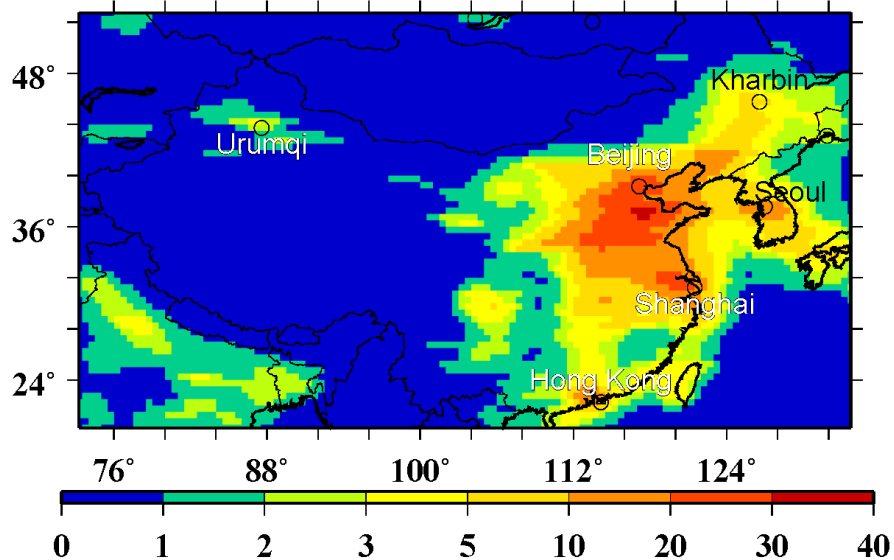 48°
Kharbin
Urumqi
Beijing
Seoul
36°
Shanghai
24°
Hong Kong
76° 88° 100° 112° 124°
0 1 2 3 5 10 20 30 40